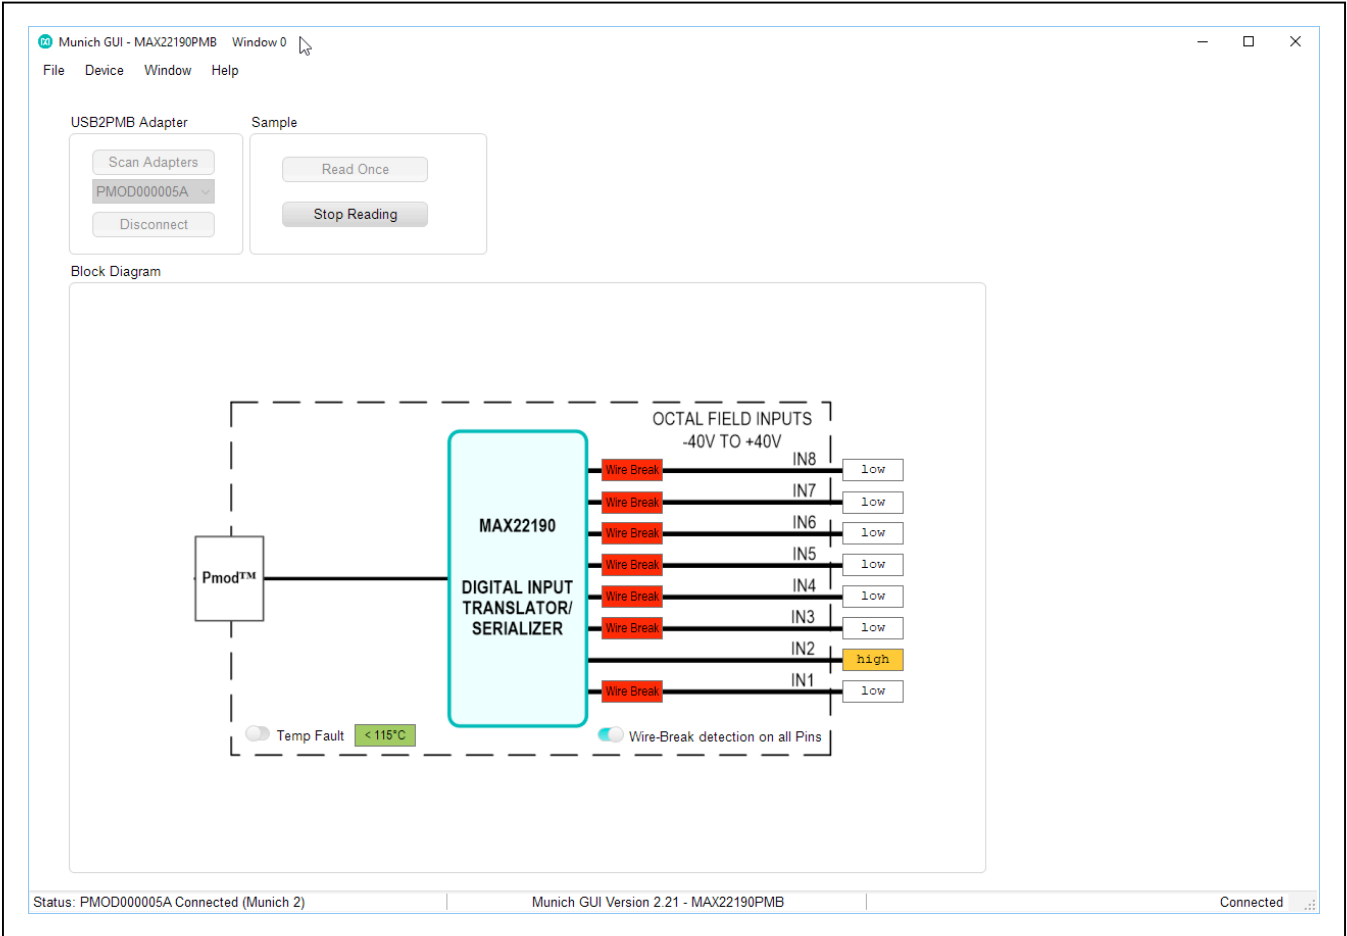 Munich GUI - MAX22190PMB Window 0
File Device Window Help
USB2PMB Adapter
Scan Adapters
PMOD000005A
Disconnect
Sample
Read Once
Stop Reading
Block Diagram
OCTAL FIELD INPUTS
-40V TO +40V
Pmod™
MAX22190
DIGITAL INPUT
TRANSLATOR/
SERIALIZER
Wire Break IN8 low
Wire Break IN7 low
Wire Break IN6 low
Wire Break IN5 low
Wire Break IN4 low
Wire Break IN3 low
IN2 high
Wire Break IN1 low
Temp Fault < 115°C
Wire-Break detection on all Pins
Status: PMOD000005A Connected (Munich 2)
Munich GUI Version 2.21 - MAX22190PMB
Connected